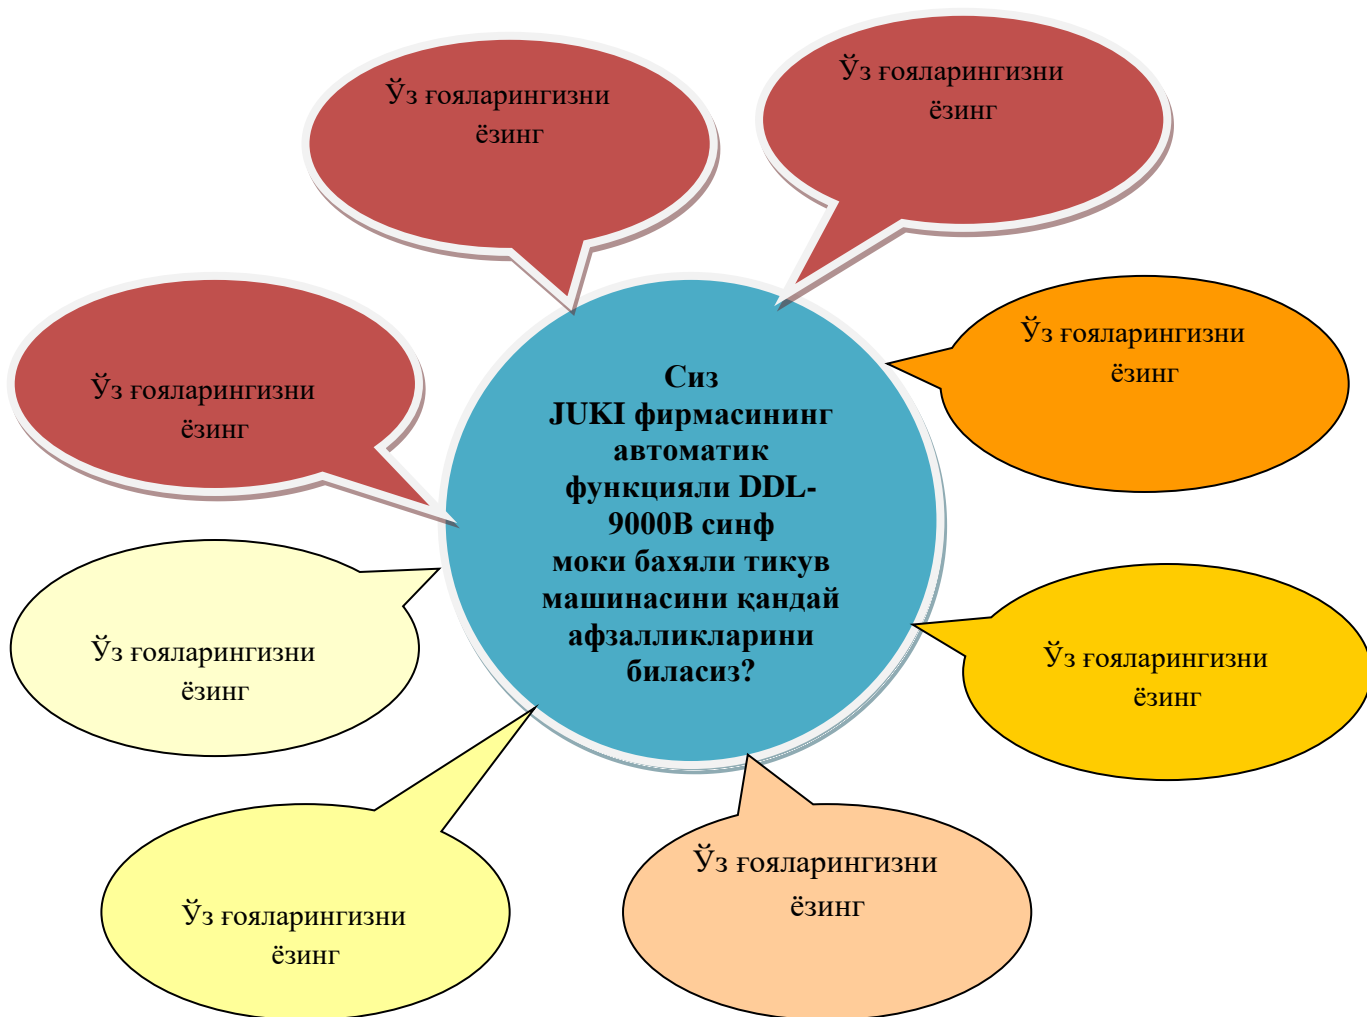 Ўз ғояларингизни
ёзинг
Ўз ғояларингизни
ёзинг
Ўз ғояларингизни
ёзинг
Ўз ғояларингизни
ёзинг
Сиз
JUKI фирмасининг
автоматик
функцияли DDL-
9000B синф
моки бахяли тикув
машинасини қандай
афзалликларини
биласиз?
Ўз ғояларингизни
ёзинг
Ўз ғояларингизни
ёзинг
Ўз ғояларингизни
ёзинг
Ўз ғояларингизни
ёзинг